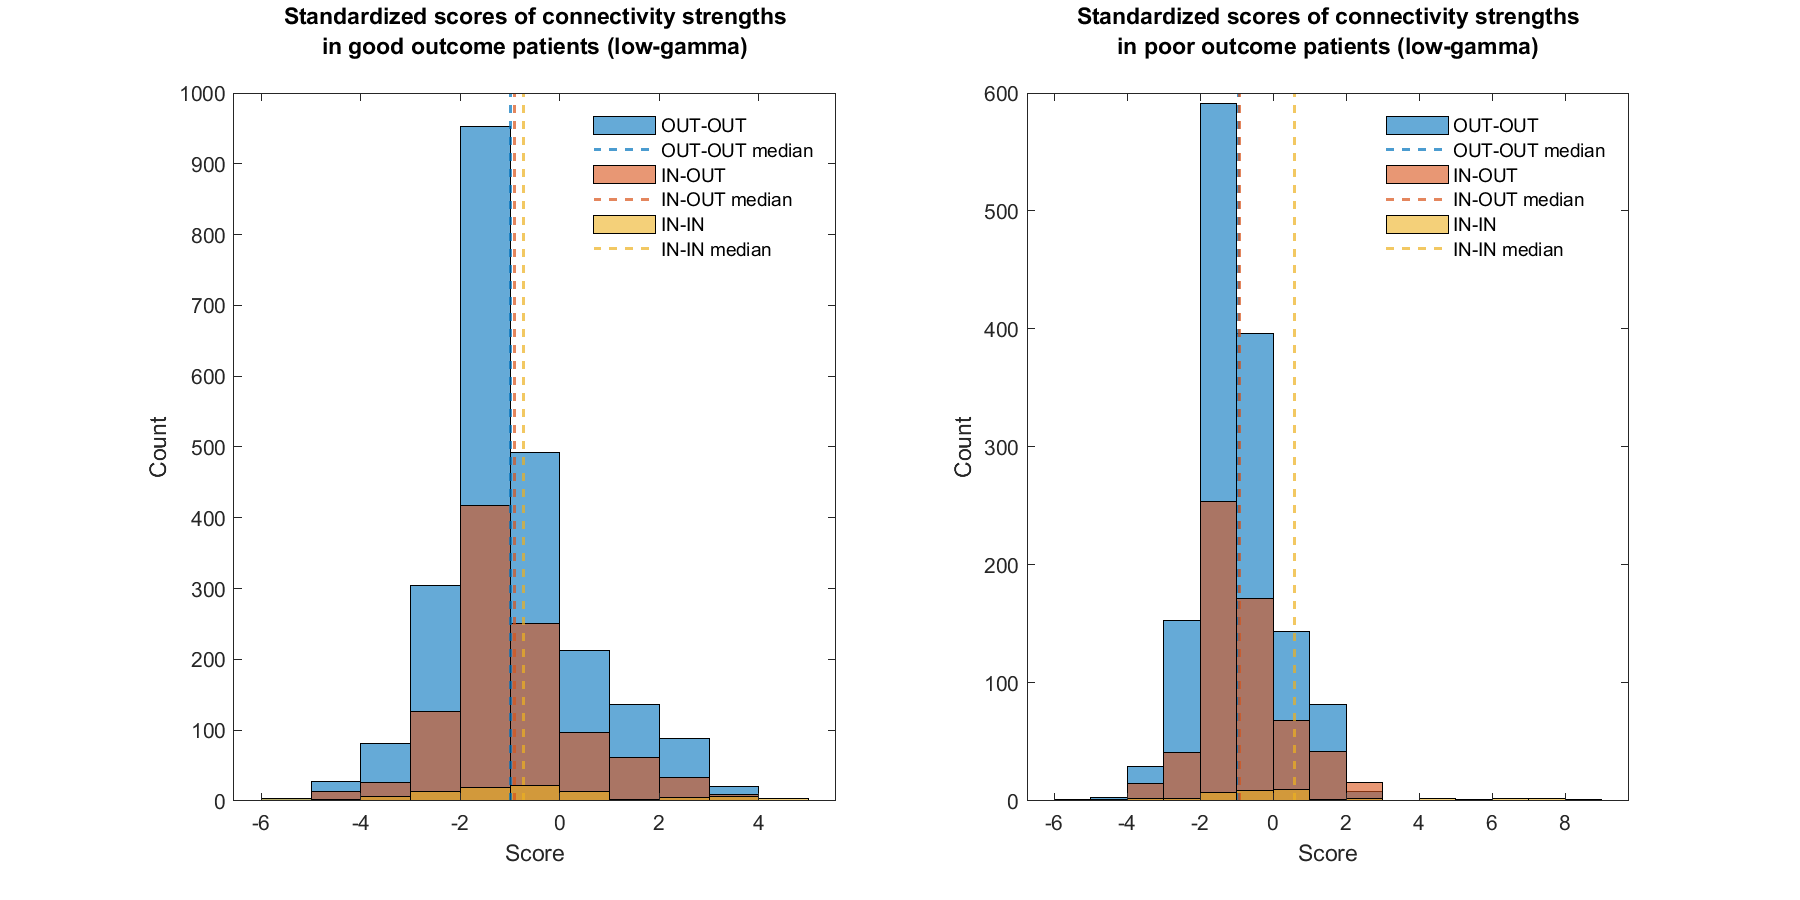 Standardized scores of connectivity strengths
in good outcome patients (low-gamma)
1000
900
800
700
600
500
400
300
200
100
0
Count
-6
-4
-2
0
2
4
Score
OUT-OUT
OUT-OUT median
IN-OUT
IN-OUT median
IN-IN
IN-IN median
Standardized scores of connectivity strengths
in poor outcome patients (low-gamma)
600
500
400
300
200
100
0
Count
-6
-4
-2
0
2
4
6
8
Score
OUT-OUT
OUT-OUT median
IN-OUT
IN-OUT median
IN-IN
IN-IN median